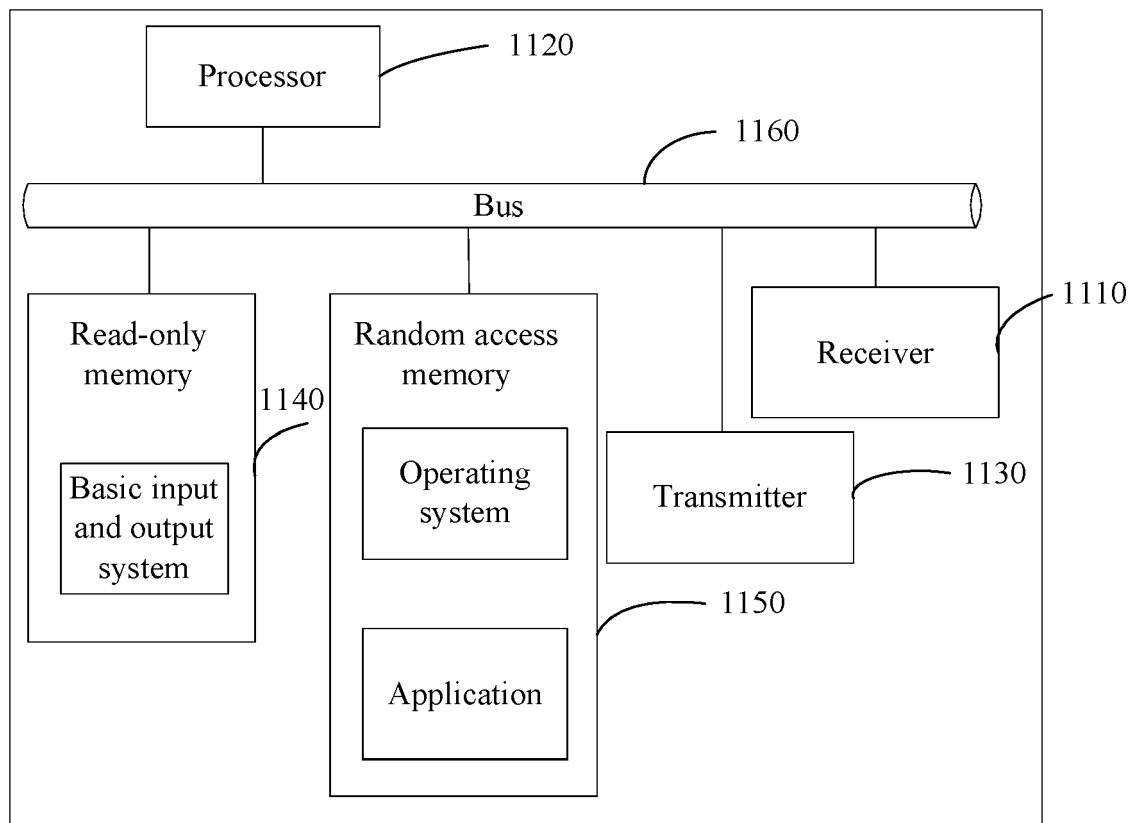 1120
Processor
1160
Bus
1110
Receiver
Read-only
memory
1140
Basic input
and output
system
Random access
memory
Operating
system
Application
1150
Transmitter
1130